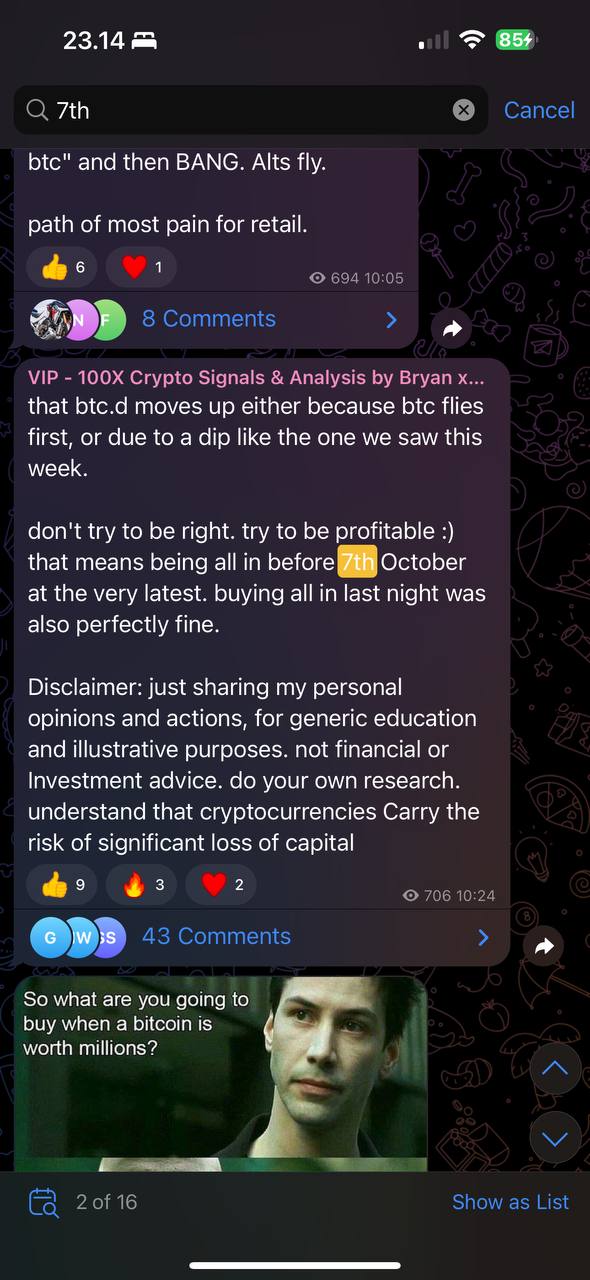 23.14
85
7th
Cancel
btc" and then BANG. Alts fly.
path of most pain for retail.
6
1
694 10:05
N
F
8 Comments
VIP - 100X Crypto Signals & Analysis by Bryan x...
that btc.d moves up either because btc flies
first, or due to a dip like the one we saw this
week.
don't try to be right. try to be profitable :)
that means being all in before 7th October
at the very latest. buying all in last night was
also perfectly fine.
Disclaimer: just sharing my personal
opinions and actions, for generic education
and illustrative purposes. not financial or
Investment advice. do your own research.
understand that cryptocurrencies Carry the
risk of significant loss of capital
9
3
2
706 10:24
G
W
SS
43 Comments
So what are you going to
buy when a bitcoin is
worth millions?
2 of 16
Show as List